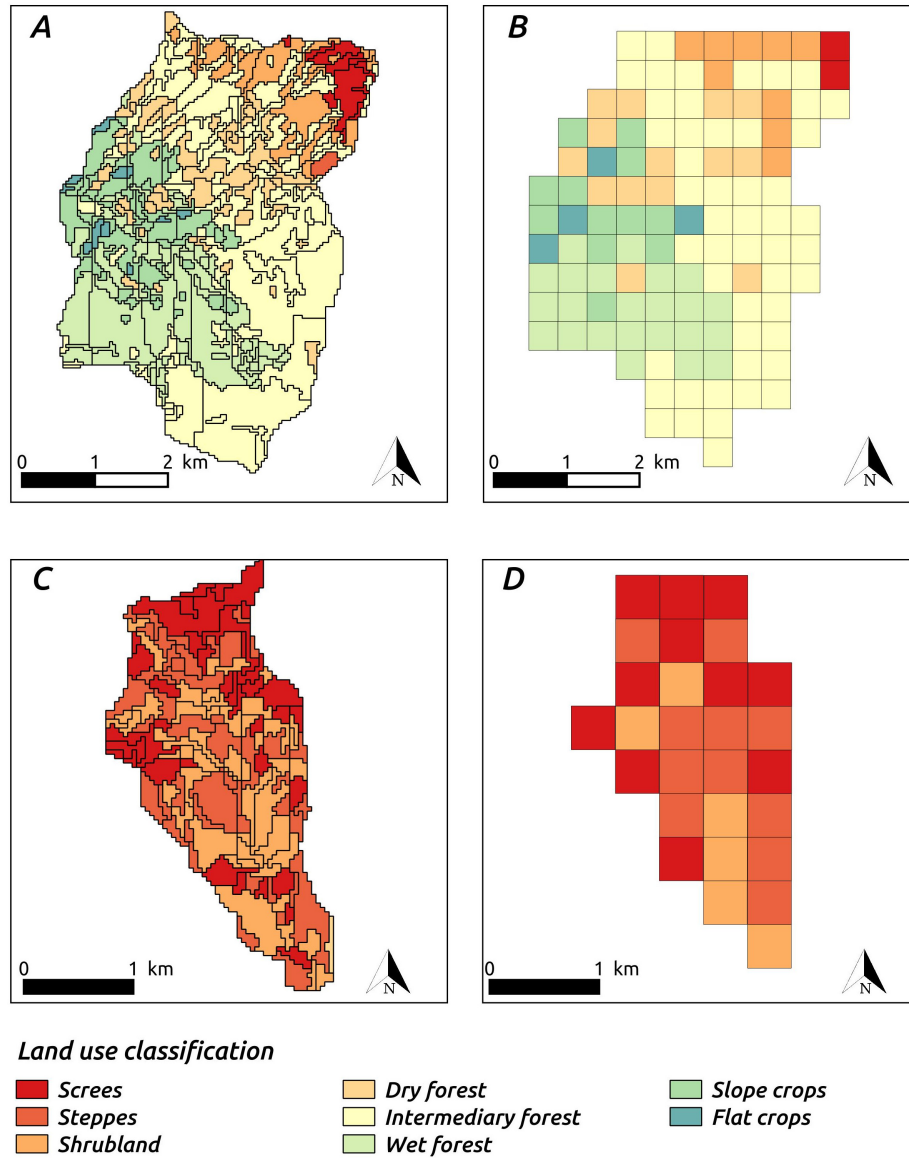 A
0 1 2 km
N
B
0 1 2 km
N
C
0 1 km
N
D
0 1 km
N
Land use classification
Screes
Steppes
Shrubland
Dry forest
Intermediary forest
Wet forest
Slope crops
Flat crops